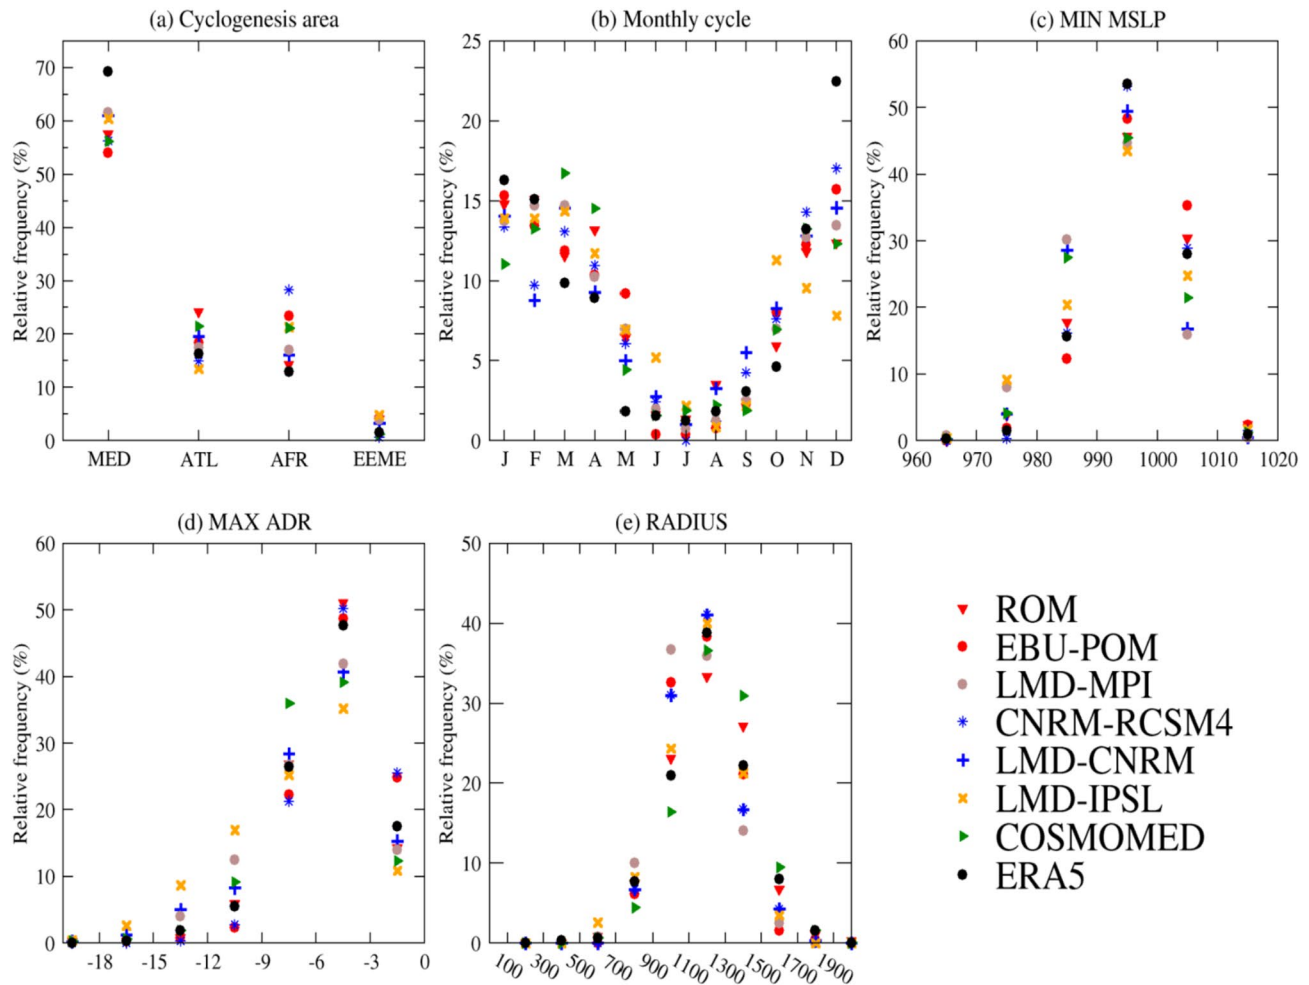 (a) Cyclogenesis area
(b) Monthly cycle
(c) MIN MSLP
Relative frequency (%)
70
60
50
40
30
20
10
0
MED ATL AFR EEME
Relative frequency (%)
25
20
15
10
5
0
J F M A M J J A S O N D
Relative frequency (%)
60
50
40
30
20
10
0
960 970 980 990 1000 1010 1020
(d) MAX ADR
(e) RADIUS
Relative frequency (%)
60
50
40
30
20
10
0
-18 -15 -12 -9 -6 -3 0
Relative frequency (%)
50
40
30
20
10
0
100 300 500 700 900 1100 1300 1500 1700 1900
ROM
EBU-POM
LMD-MPI
CNRM-RCSM4
LMD-CNRM
LMD-IPSL
COSMOMED
ERA5